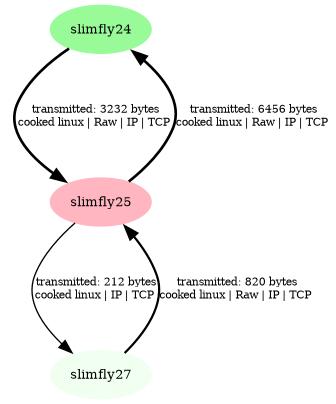 slimfly24
transmitted: 3232 bytes
cooked linux | Raw | IP | TCP
transmitted: 6456 bytes
cooked linux | Raw | IP | TCP
slimfly25
transmitted: 212 bytes
cooked linux | IP | TCP
transmitted: 820 bytes
cooked linux | Raw | IP | TCP
slimfly27